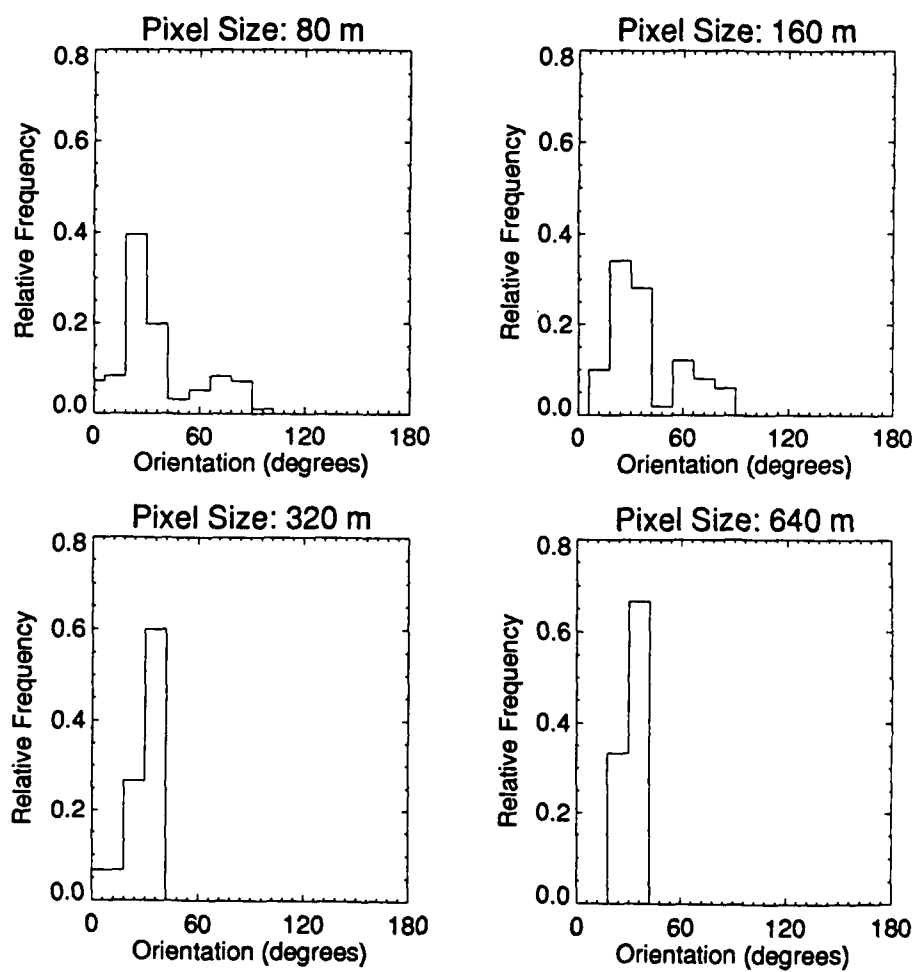 Pixel Size: 80 m
0.8
0.6
0.4
0.2
0.0
Relative Frequency
0 60 120 180
Orientation (degrees)
Pixel Size: 160 m
0.8
0.6
0.4
0.2
0.0
Relative Frequency
0 60 120 180
Orientation (degrees)
Pixel Size: 320 m
0.8
0.6
0.4
0.2
0.0
Relative Frequency
0 60 120 180
Orientation (degrees)
Pixel Size: 640 m
0.8
0.6
0.4
0.2
0.0
Relative Frequency
0 60 120 180
Orientation (degrees)